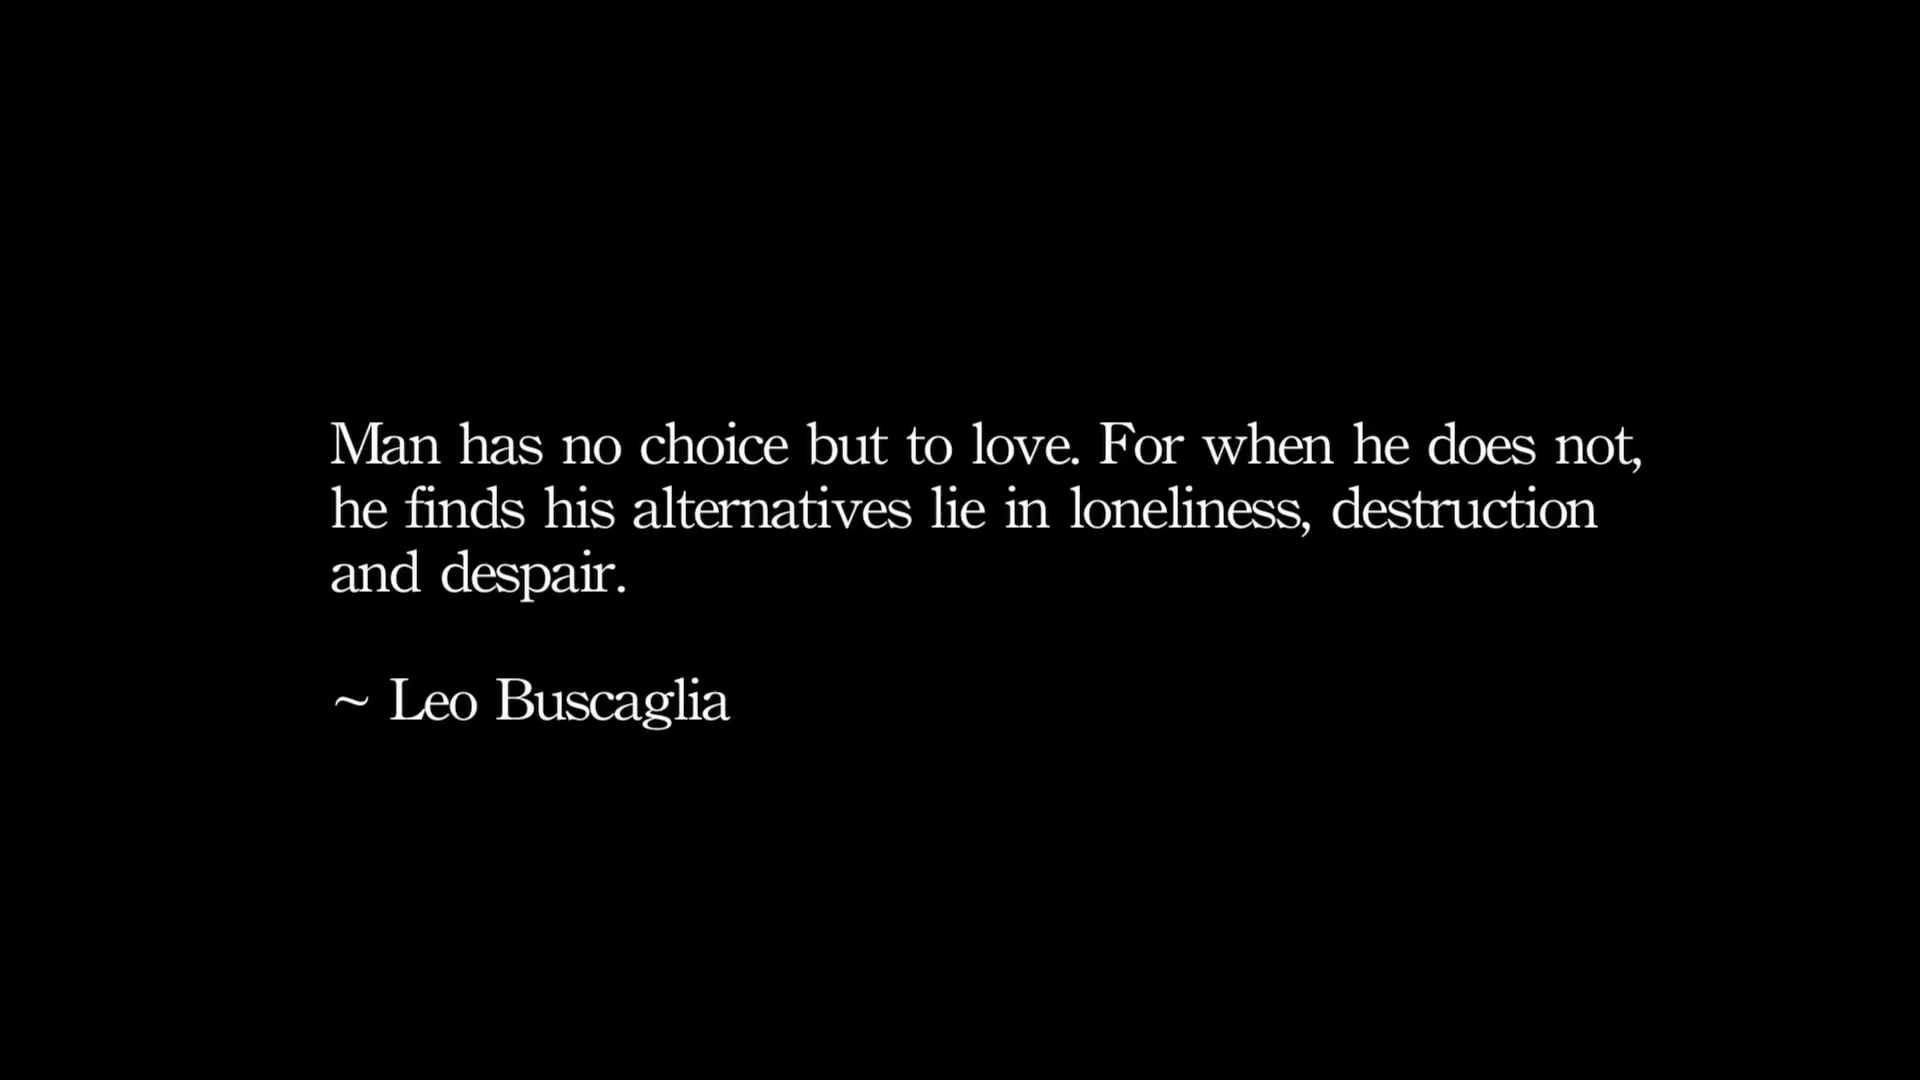 Man has no choice but to love. For when he does not,
he finds his alternatives lie in loneliness, destruction
and despair.
~ Leo Buscaglia